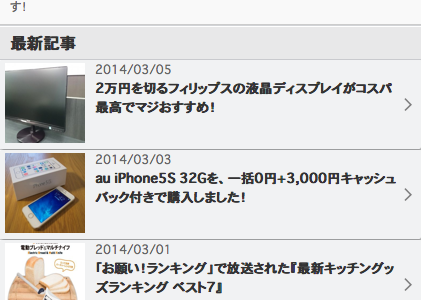 す!
最新記事
2014/03/05
2万円を切るフィリップスの液晶ディスプレイがコスパ
最高でマジおすすめ!
2014/03/03
au iPhone5S 32Gを、一括0円+3,000円キャッシュ
バック付きで購入しました!
2014/03/01
電動ブレッド&マルチナイフ
「お願い!ランキング」で放送された『最新キッチングッ
ズランキング ベスト7』